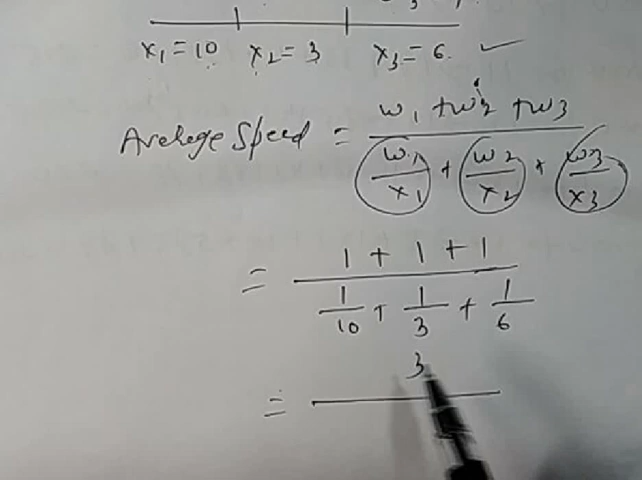 x₁ = 10 x₂ = 3 x₃ = 6.
Average Speed = w₁ + w₂ + w₃ / w₁/x₁ + w₂/x₂ + w₃/x₃
= 1 + 1 + 1 / 1/10 + 1/3 + 1/6
= 3